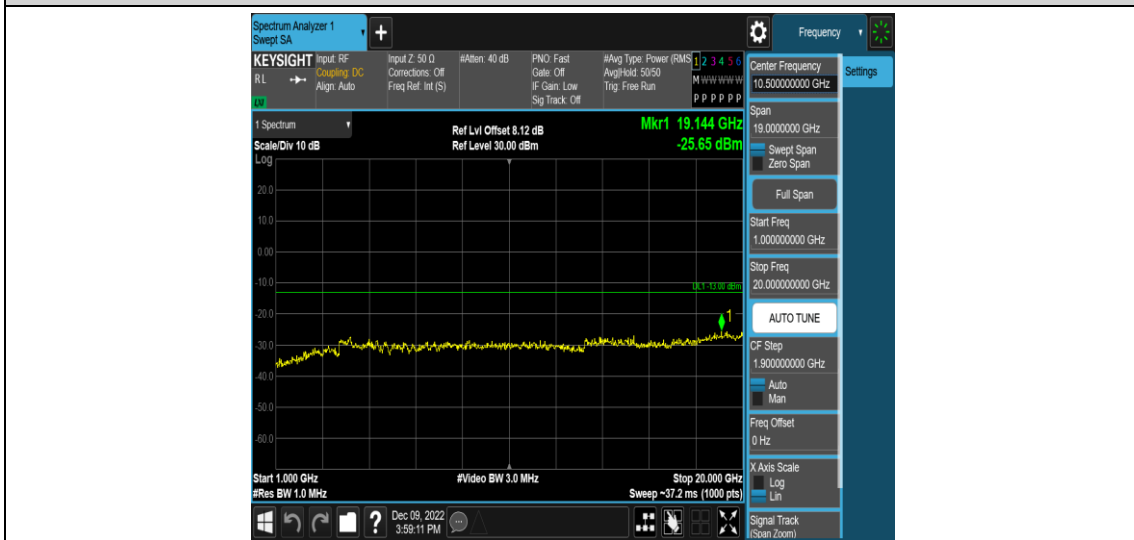 Spectrum Analyzer 1
Swept SA
+
Frequency
KEYSIGHT
RL
LXI
Input: RF
Coupling: DC
Align: Auto
Input Z: 50 Ω
Corrections: Off
Freq Ref: Int (S)
#Atten: 40 dB
PNO: Fast
Gate: Off
IF Gain: Low
Sig Track: Off
#Avg Type: Power (RMS
Avg|Hold: 50/50
Trig: Free Run
1 2 3 4 5 6
M W W W W W
P P P P P P
1 Spectrum
Scale/Div 10 dB
Ref Lvl Offset 8.12 dB
Ref Level 30.00 dBm
Mkr1 19.144 GHz
-25.65 dBm
Log
20.0
10.0
0.00
-10.0
DL1 -13.00 dBm
-20.0
1
-30.0
-40.0
-50.0
-60.0
Start 1.000 GHz
#Res BW 1.0 MHz
#Video BW 3.0 MHz
Stop 20.000 GHz
Sweep ~37.2 ms (1000 pts)
Dec 09, 2022
3:59:11 PM
Center Frequency
10.500000000 GHz
Settings
Span
19.0000000 GHz
Swept Span
Zero Span
Full Span
Start Freq
1.000000000 GHz
Stop Freq
20.000000000 GHz
AUTO TUNE
CF Step
1.900000000 GHz
Auto
Man
Freq Offset
0 Hz
X Axis Scale
Log
Lin
Signal Track
(Span Zoom)